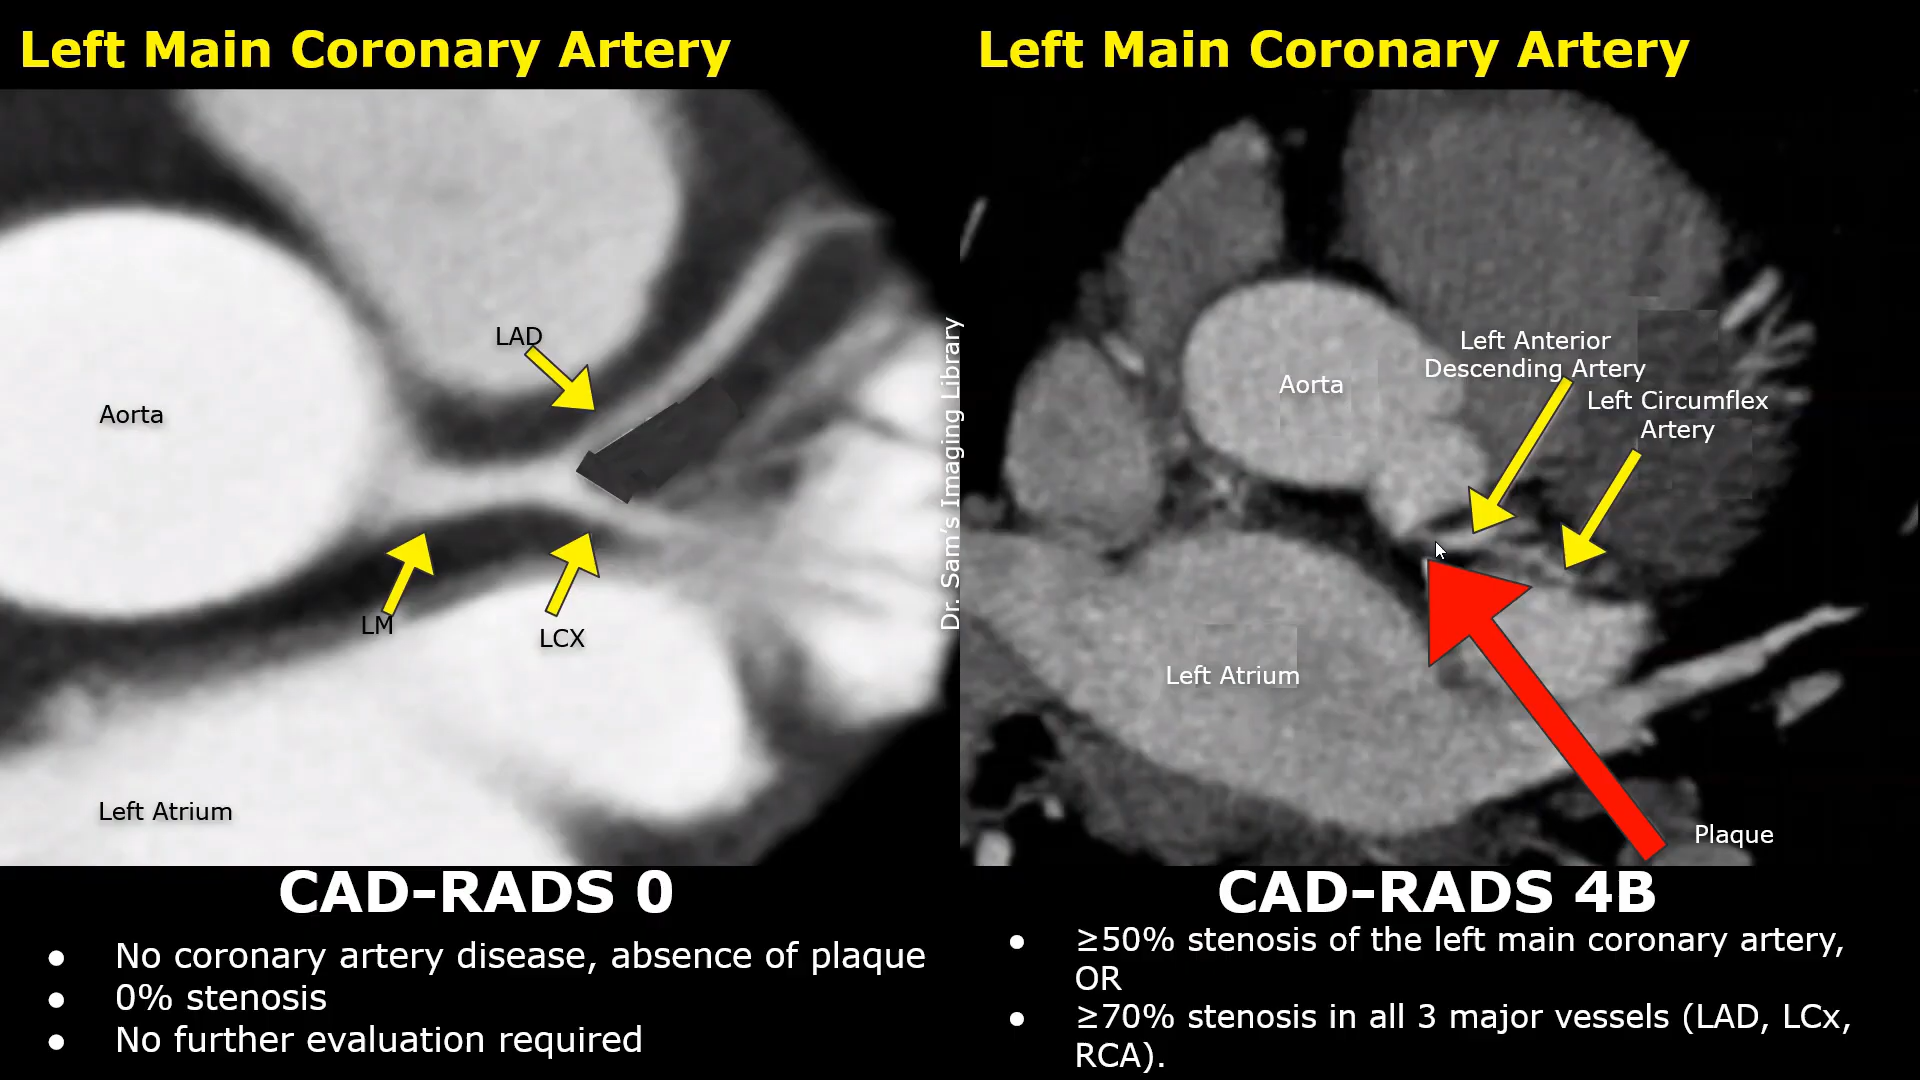 Left Main Coronary Artery
LAD
Aorta
LM
LCX
Left Atrium
CAD-RADS 0
● No coronary artery disease, absence of plaque
● 0% stenosis
● No further evaluation required
Dr. Sam’s Imaging Library
Left Main Coronary Artery
Left Anterior
Descending Artery
Aorta
Left Circumflex
Artery
Left Atrium
Plaque
CAD-RADS 4B
● ≥50% stenosis of the left main coronary artery,
OR
● ≥70% stenosis in all 3 major vessels (LAD, LCx,
RCA).